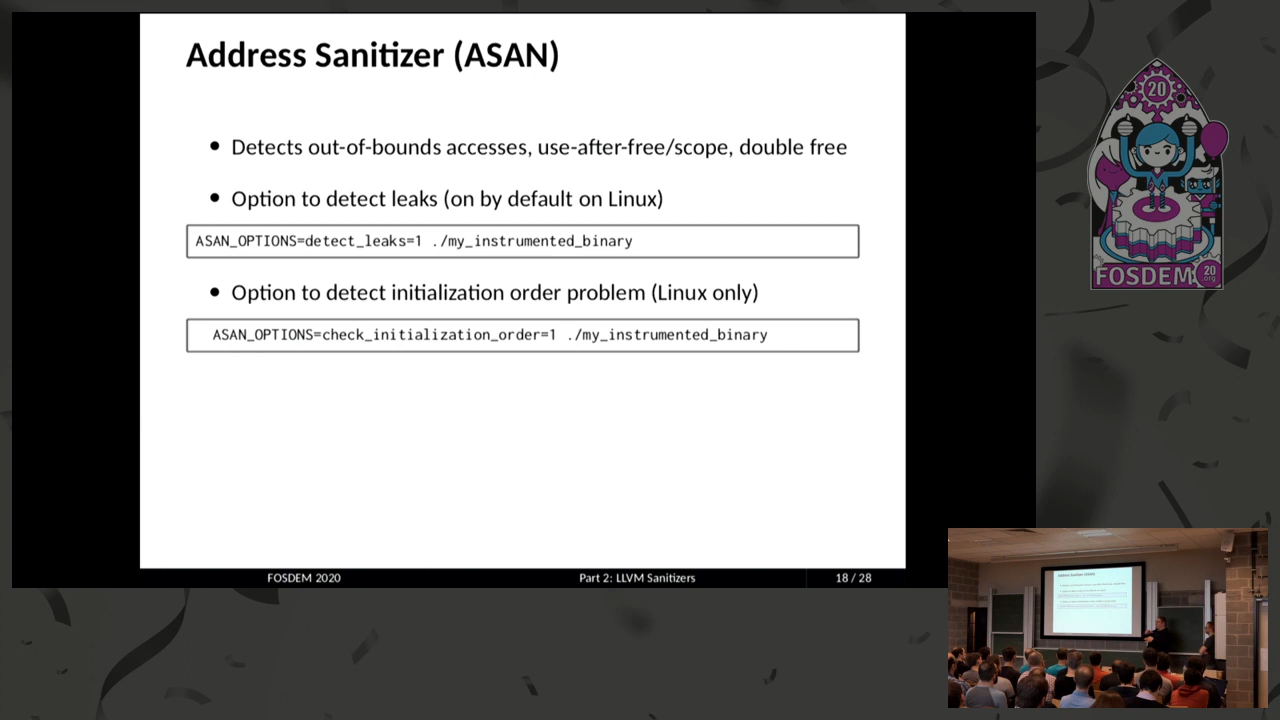 Address Sanitizer (ASAN)
Detects out-of-bounds accesses, use-after-free/scope, double free
Option to detect leaks (on by default on Linux)
ASAN_OPTIONS=detect_leaks=1 ./my_instrumented_binary
Option to detect initialization order problem (Linux only)
ASAN_OPTIONS=check_initialization_order=1 ./my_instrumented_binary
FOSDEM 2020
Part 2: LLVM Sanitizers
18 / 28
20
FOSDEM
20
.org